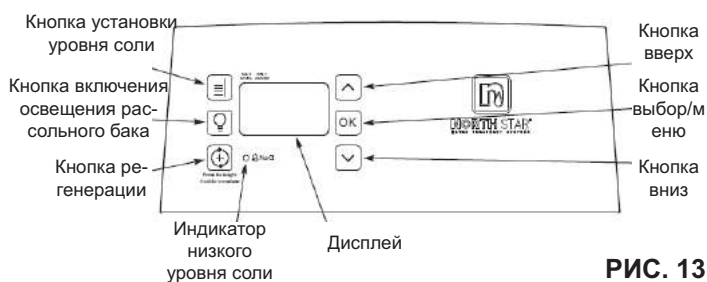 Кнопка установки
уровня соли
Кнопка включения
освещения рас-
сольного бака
Кнопка ре-
генерации
Индикатор
низкого
уровня соли
Дисплей
OK
NORTH STAR
Кнопка
вверх
Кнопка
выбор/м
еню
Кнопка
вниз
РИС. 13